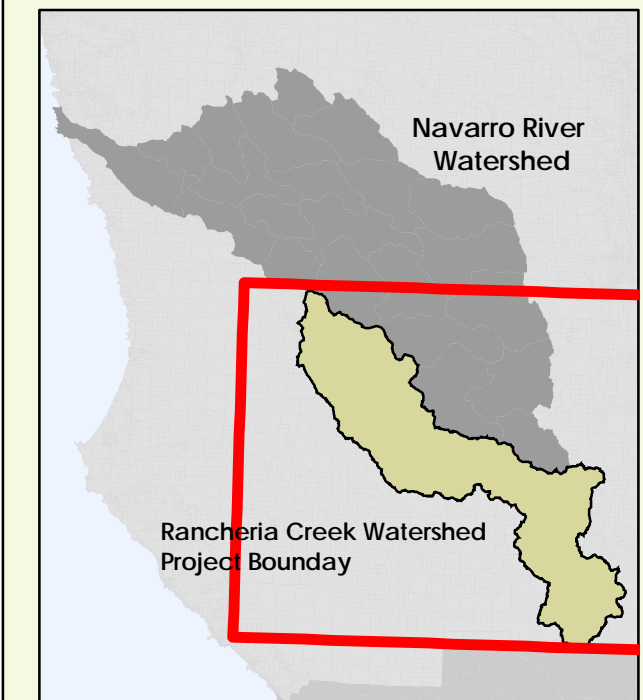 Navarro River
Watershed
Rancheria Creek Watershed
Project Bounday